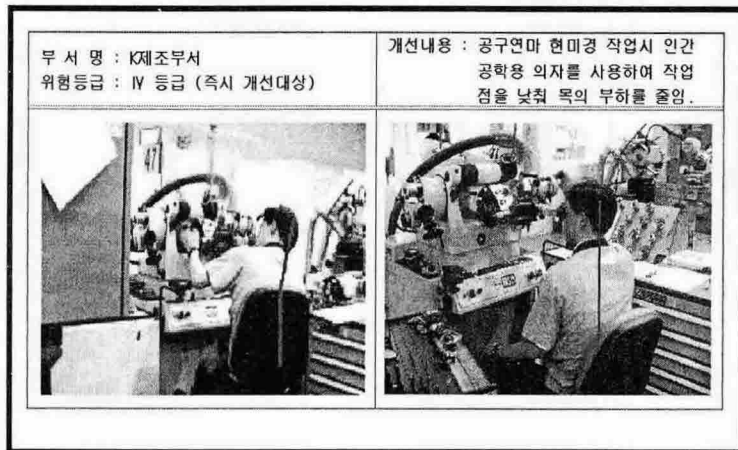 부 서 명 : K제조부서
위험등급 : Ⅳ 등급 (즉시 개선대상)
개선내용 : 공구연마 현미경 작업시 인간
공학용 의자를 사용하여 작업
점을 낮춰 목의 부하를 줄임.
47